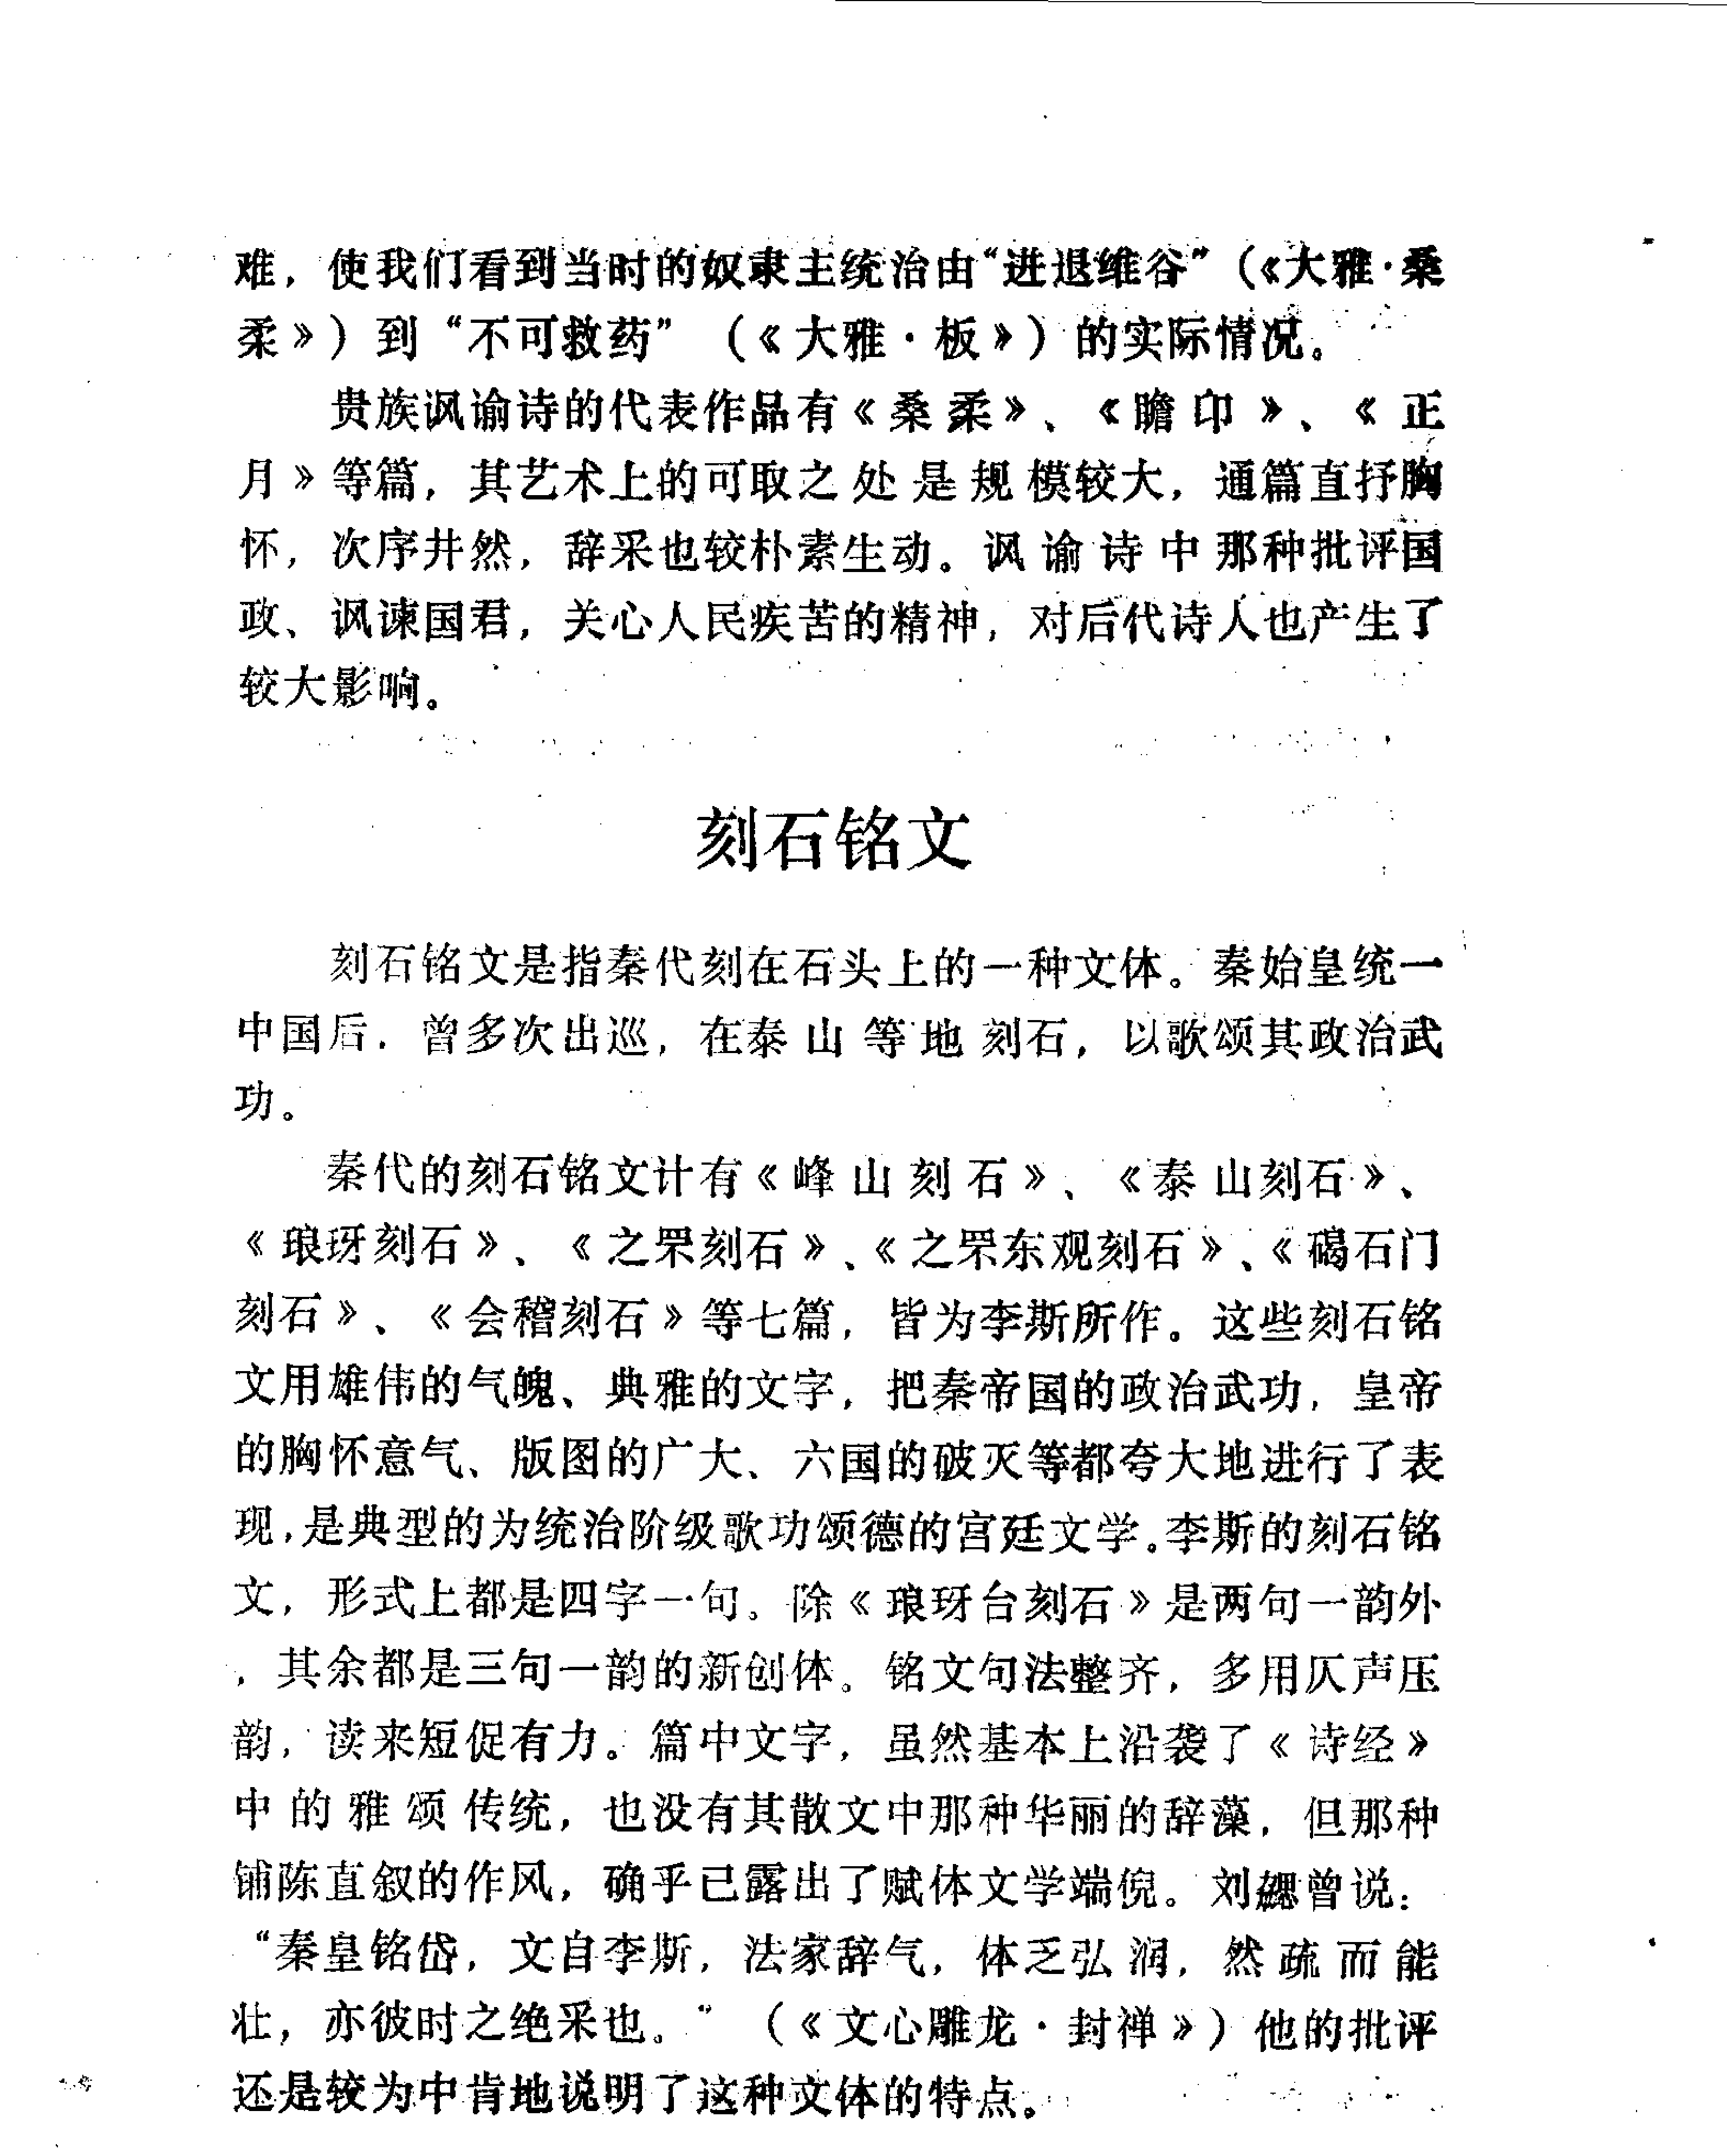 难，使我们看到当时的奴隶主统治由“进退维谷”（《大雅·桑
柔》）到“不可救药”（《大雅·板》）的实际情况。
贵族讽谕诗的代表作品有《桑柔》、《瞻卬》、《正
月》等篇，其艺术上的可取之处是规模较大，通篇直抒胸
怀，次序井然，辞采也较朴素生动。讽谕诗中那种批评国
政、讽谏国君，关心人民疾苦的精神，对后代诗人也产生了
较大影响。
刻石铭文
刻石铭文是指秦代刻在石头上的一种文体。秦始皇统一
中国后．曾多次出巡，在泰山等地刻石，以歌颂其政治武
功。
秦代的刻石铭文计有《峰山刻石》、《泰山刻石》、
《琅玡刻石》、《之罘刻石》、《之罘东观刻石》、《碣石门
刻石》、《会稽刻石》等七篇，皆为李斯所作。这些刻石铭
文用雄伟的气魄、典雅的文字，把秦帝国的政治武功，皇帝
的胸怀意气、版图的广大、六国的破灭等都夸大地进行了表
现，是典型的为统治阶级歌功颂德的宫廷文学。李斯的刻石铭
文，形式上都是四字一句。除《琅玡台刻石》是两句一韵外
，其余都是三句一韵的新创体。铭文句法整齐，多用仄声压
韵，读来短促有力。篇中文字，虽然基本上沿袭了《诗经》
中的雅颂传统，也没有其散文中那种华丽的辞藻，但那种
铺陈直叙的作风，确乎已露出了赋体文学端倪。刘勰曾说：
“秦皇铭岱，文自李斯，法家辞气，体乏弘润，然疏而能
壮，亦彼时之绝采也。”（《文心雕龙·封禅》）他的批评
还是较为中肯地说明了这种文体的特点。